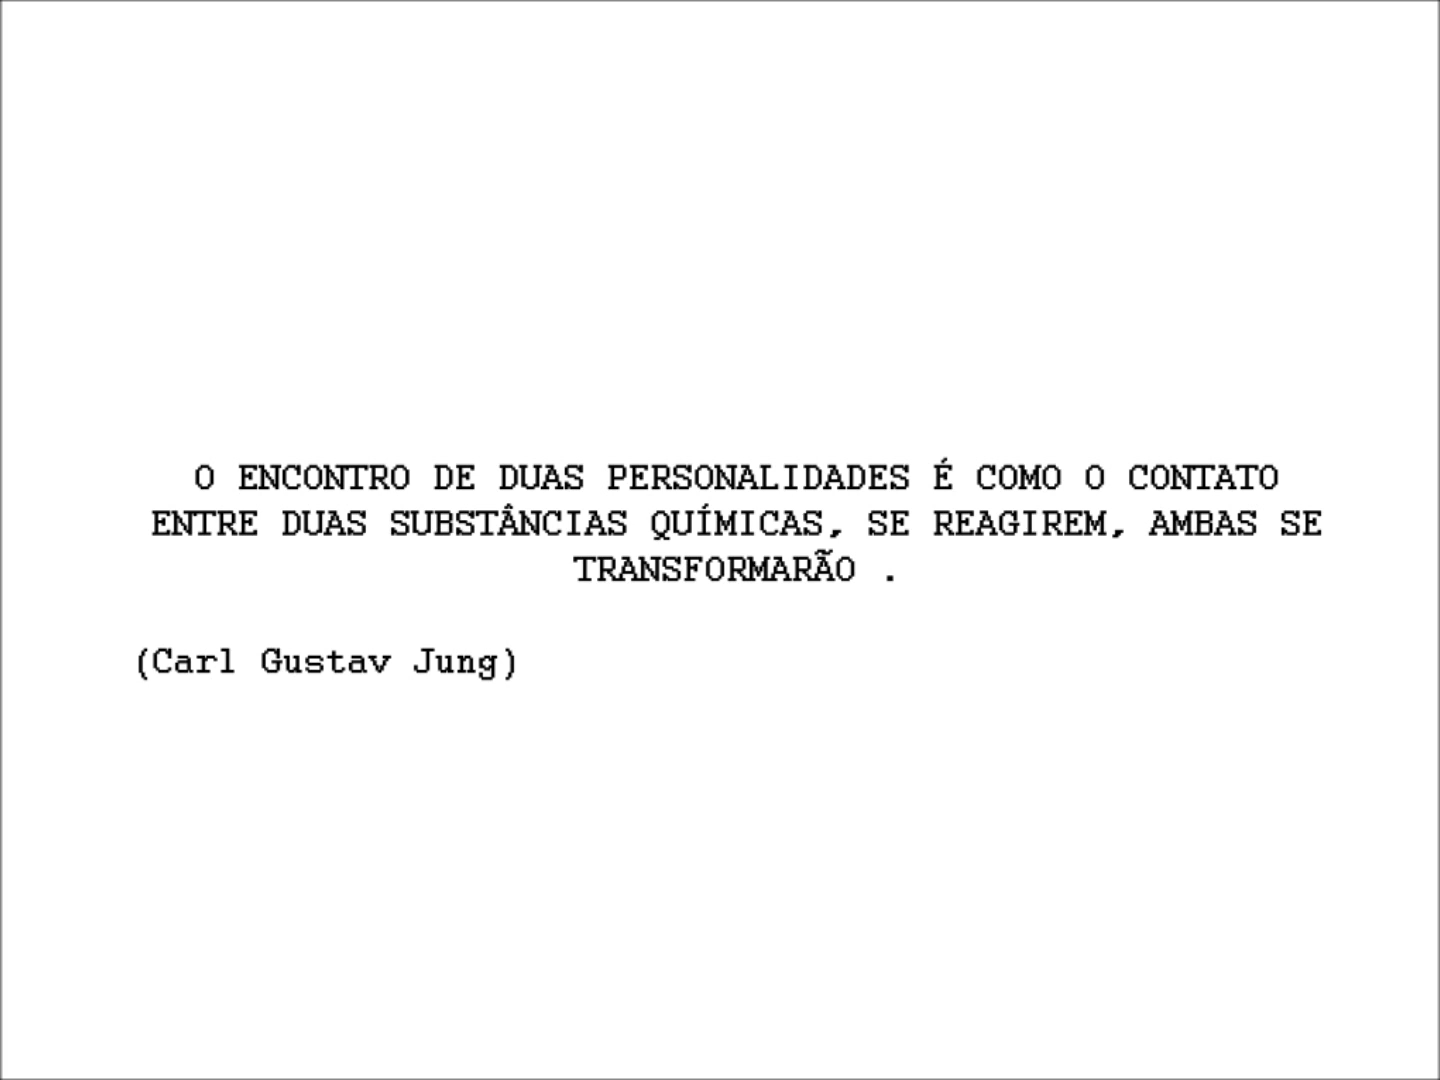 O ENCONTRO DE DUAS PERSONALIDADES É COMO O CONTATO
ENTRE DUAS SUBSTÂNCIAS QUÍMICAS, SE REAGIREM, AMBAS SE
TRANSFORMARÃO .
(Carl Gustav Jung)